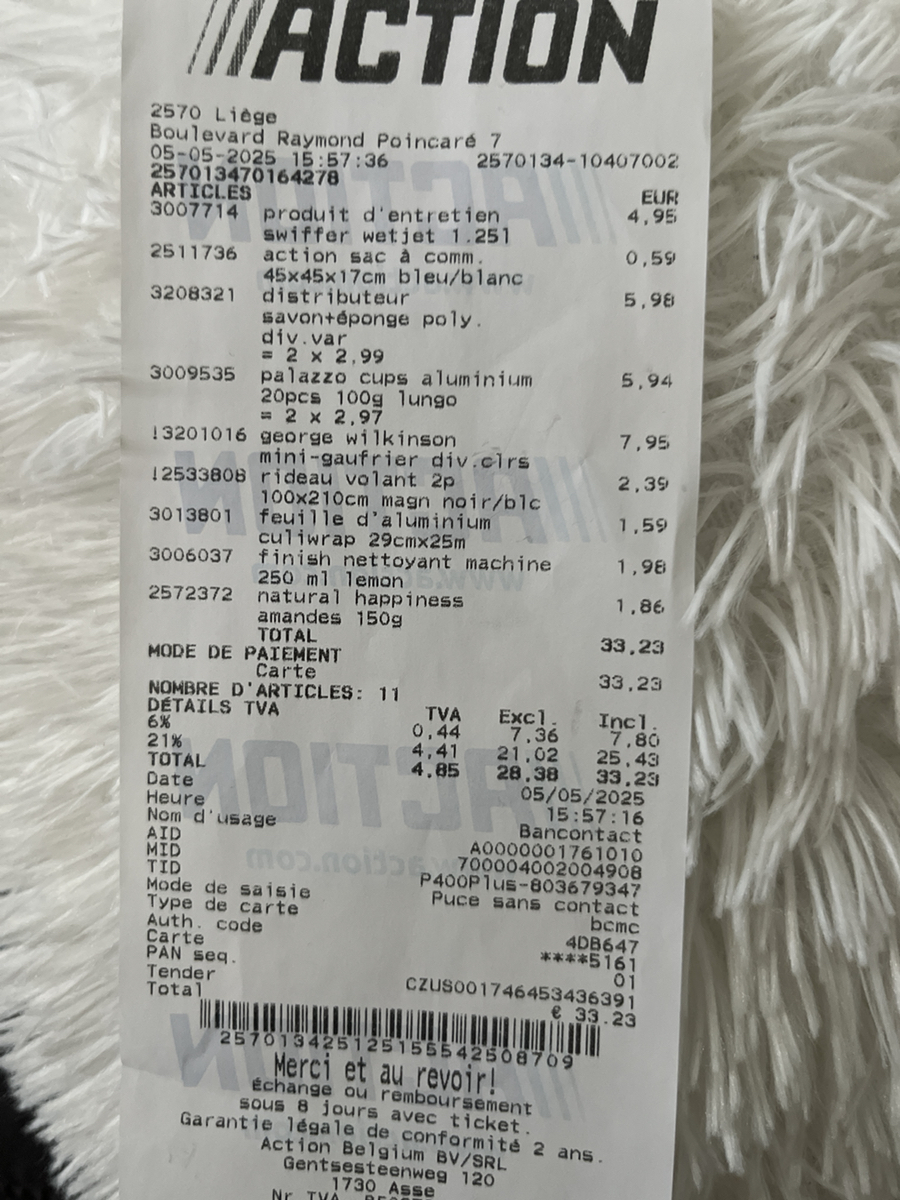 ACTION
2570 Liège
Boulevard Raymond Poincaré 7
05-05-2025 15:57:36 2570134-10407002
257013470164278
ARTICLES EUR
3007714 produit d'entretien 4,95
swiffer wetjet 1.25l
2511736 action sac à comm. 0,59
45x45x17cm bleu/blanc
3208321 distributeur 5,98
savon+éponge poly.
div.var
= 2 x 2,99
3009535 palazzo cups aluminium 5,94
20pcs 100g lungo
= 2 x 2,97
!3201016 george wilkinson 7,95
mini-gaufrier div.clrs
!2533808 rideau volant 2p 2,39
100x210cm magn noir/blc
3013801 feuille d'aluminium 1,59
culiwrap 29cmx25m
3006037 finish nettoyant machine 1,98
250 ml lemon
2572372 natural happiness 1,86
amandes 150g
TOTAL 33,23
MODE DE PAIEMENT
Carte 33,23
NOMBRE D'ARTICLES: 11
DÉTAILS TVA TVA Excl. Incl.
6% 0,44 7,36 7,80
21% 4,41 21,02 25,43
TOTAL 4,85 28,38 33,23
Date 05/05/2025
Heure 15:57:16
Nom d'usage Bancontact
AID A0000001761010
MID 700004002004908
TID P400Plus-803679347
Mode de saisie Puce sans contact
Type de carte bcmc
Auth. code 4DB647
Carte ****5161
PAN seq. 01
Tender CZUS001746453436391
Total € 33.23
257013425125155542508709
Merci et au revoir!
Échange ou remboursement
sous 8 jours avec ticket.
Garantie légale de conformité 2 ans.
Action Belgium BV/SRL
Gentsesteenweg 120
1730 Asse
Nr TVA